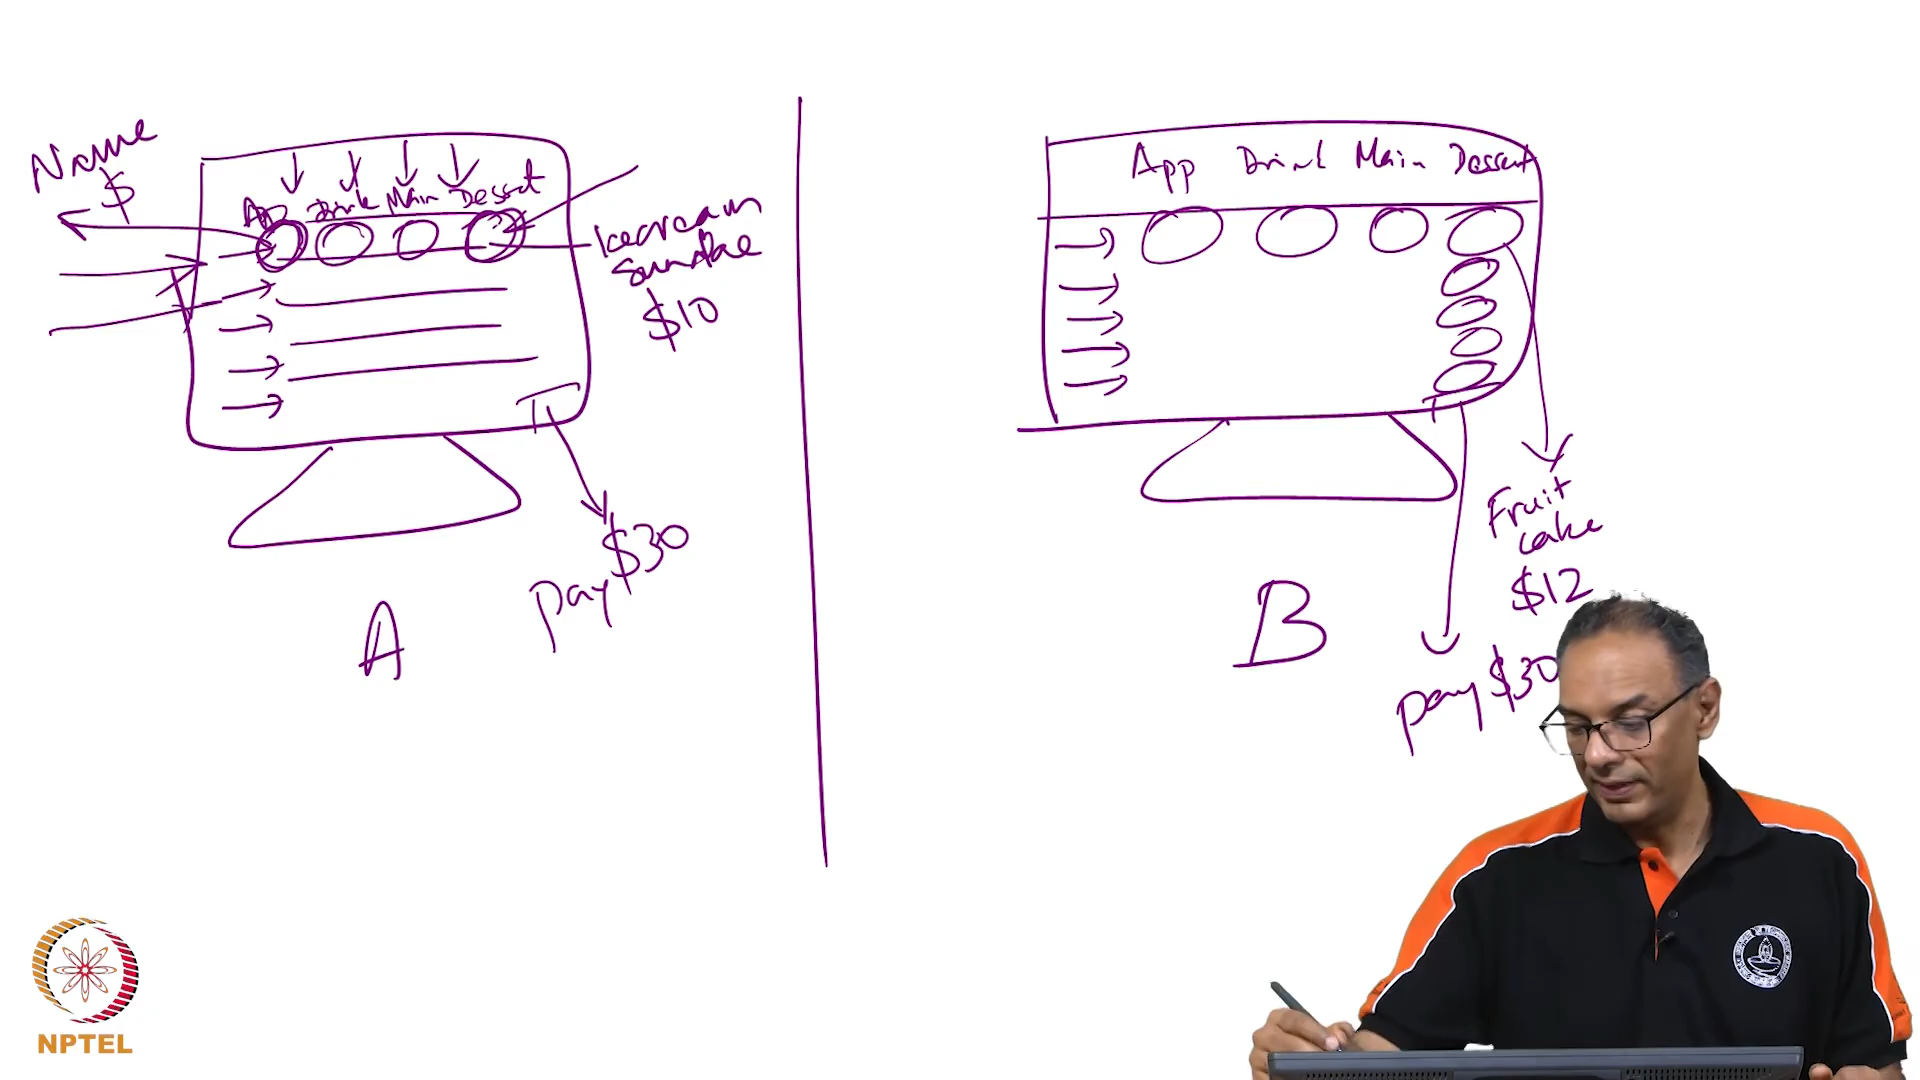 Name
$
App Drink Main Dessert
Icecream
Sundae
$10
pay $30
A
App Drink Main Dessert
Fruit
cake
$12
pay $30
B
NPTEL